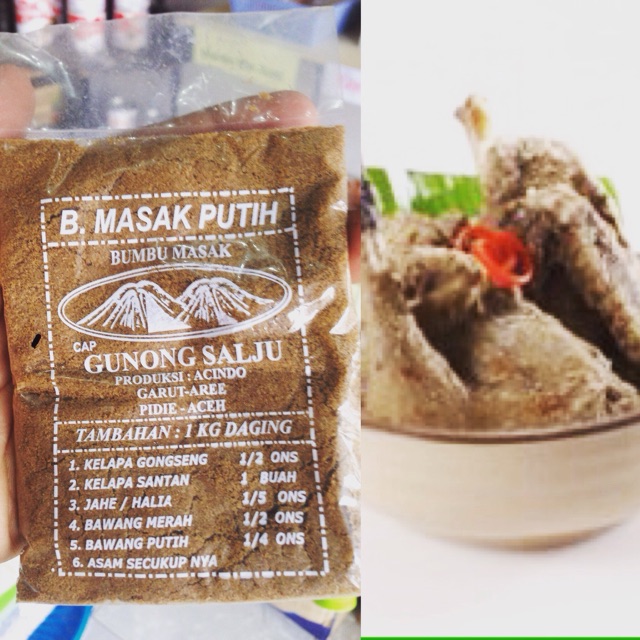 B. MASAK PUTIH
BUMBU MASAK
CAP
GUNONG SALJU
PRODUKSI : ACINDO
GARUT-AREE
PIDIE - ACEH
TAMBAHAN : 1 KG DAGING
1. KELAPA GONGSENG 1/2 ONS
2. KELAPA SANTAN 1 BUAH
3. JAHE / HALIA 1/5 ONS
4. BAWANG MERAH 1/2 ONS
5. BAWANG PUTIH 1/4 ONS
6. ASAM SECUKUP NYA